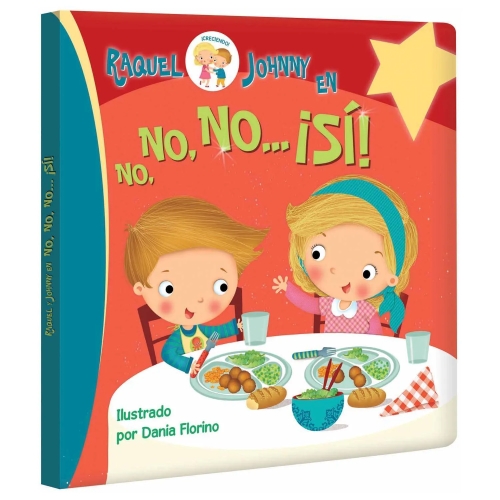 RAQUEL Y JOHNNY EN NO, NO, NO... ¡SÍ!
¡CRECIENDO!
RAQUEL JOHNNY EN
NO, NO, NO... ¡SÍ!
Ilustrado
por Dania Florino